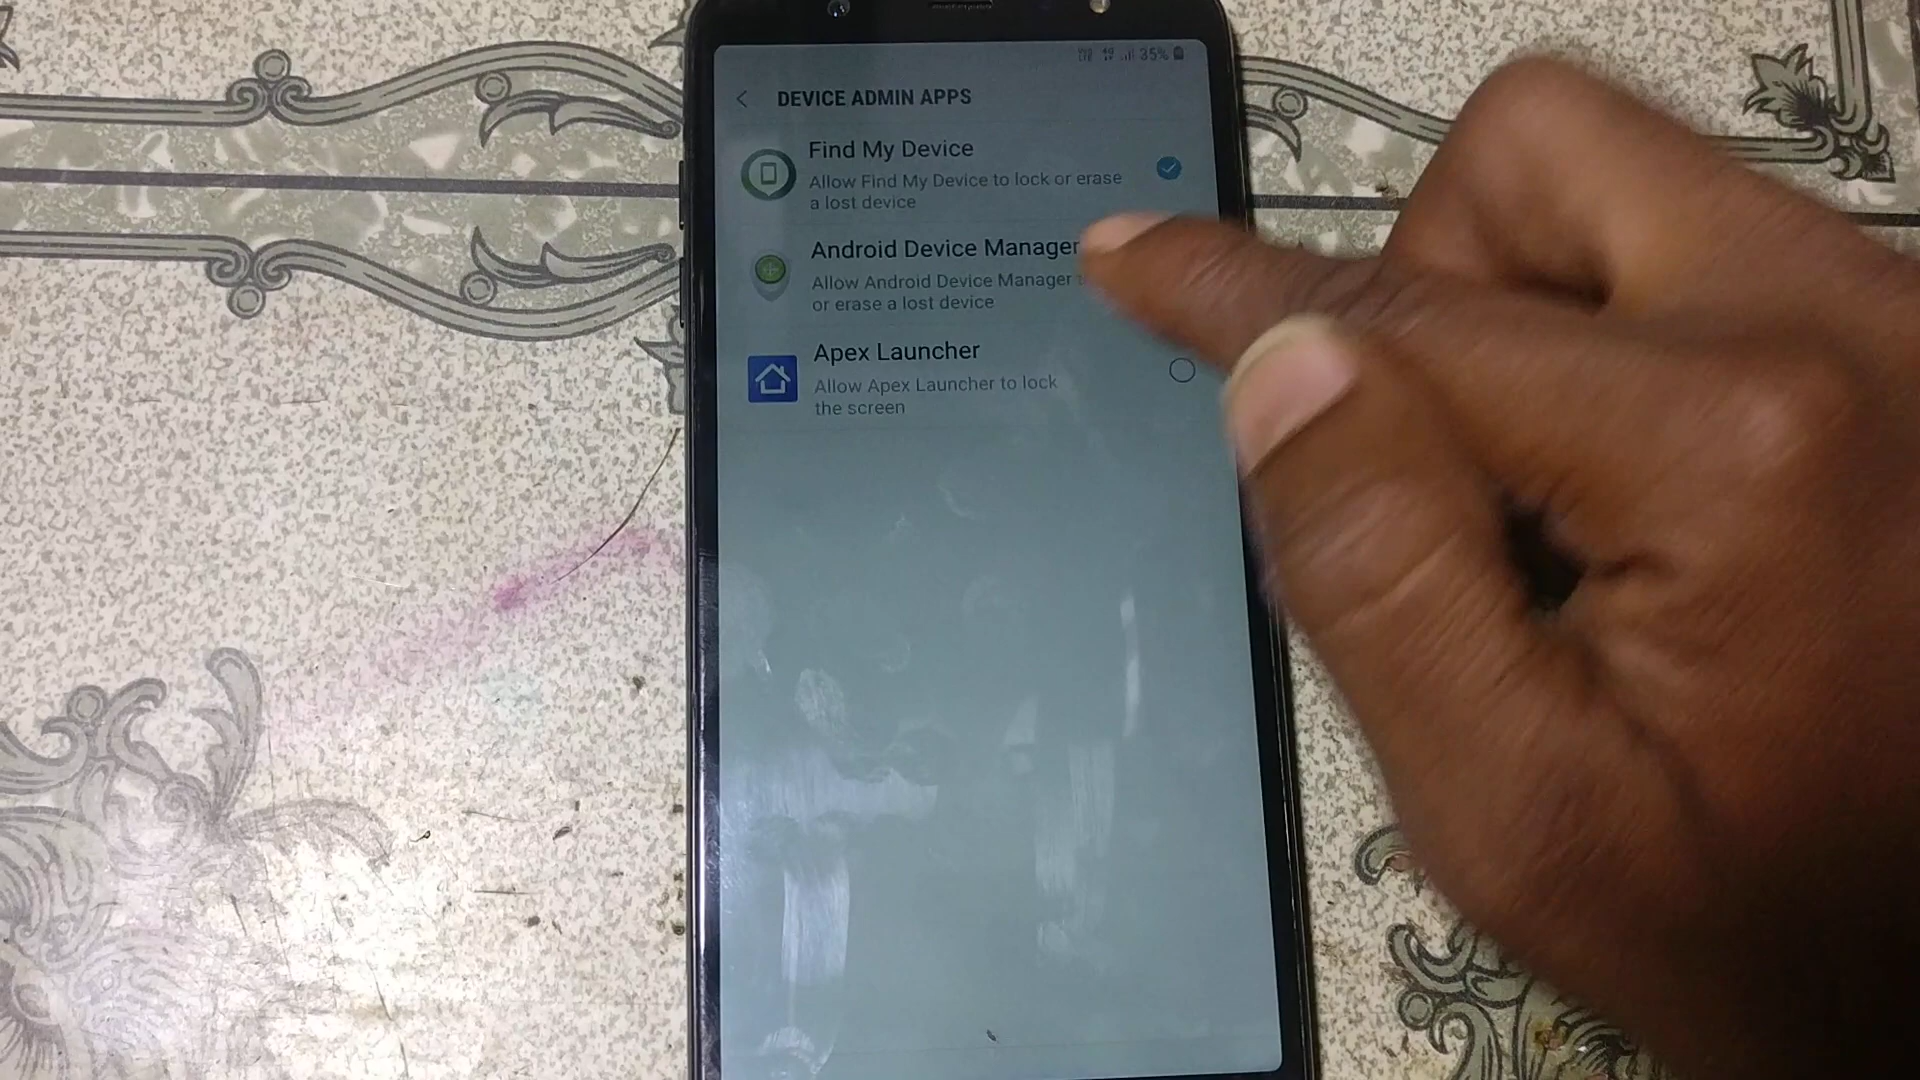 35%
DEVICE ADMIN APPS
Find My Device
Allow Find My Device to lock or erase
a lost device
Android Device Manager
Allow Android Device Manager
or erase a lost device
Apex Launcher
Allow Apex Launcher to lock
the screen